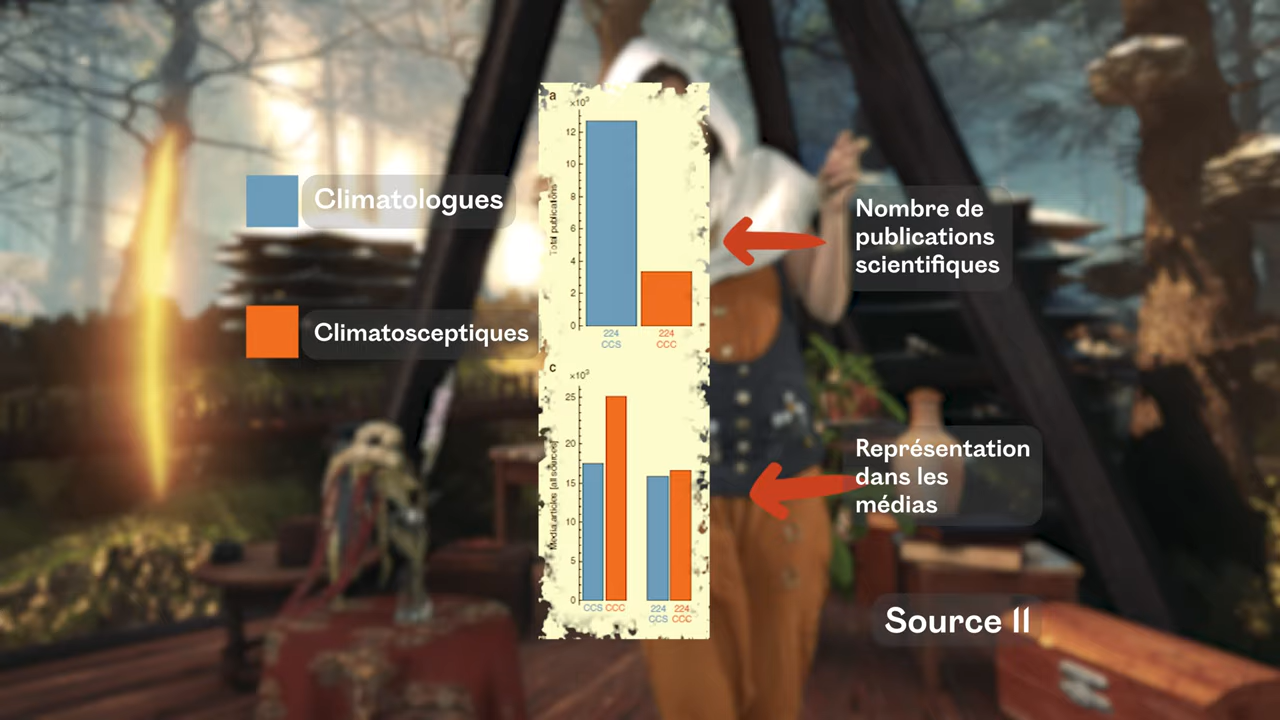 Climatologues
Climatosceptiques
a
×10³
12
10
8
6
4
2
0
Total publications
224
CCS
224
CCC
c
×10³
25
20
15
10
5
0
Media articles [all sources]
CCS CCC
224
CCS
224
CCC
Nombre de
publications
scientifiques
Représentation
dans les
médias
Source 11